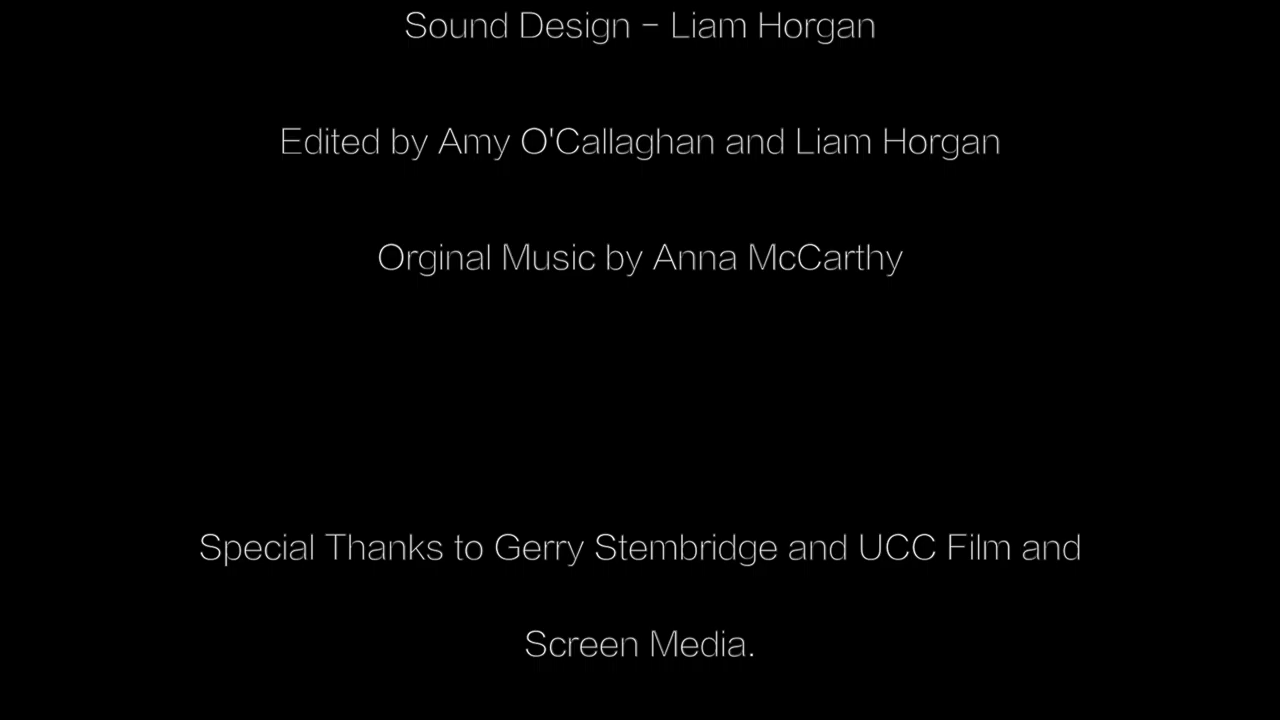 Sound Design – Liam Horgan
Edited by Amy O'Callaghan and Liam Horgan
Orginal Music by Anna McCarthy
Special Thanks to Gerry Stembridge and UCC Film and
Screen Media.